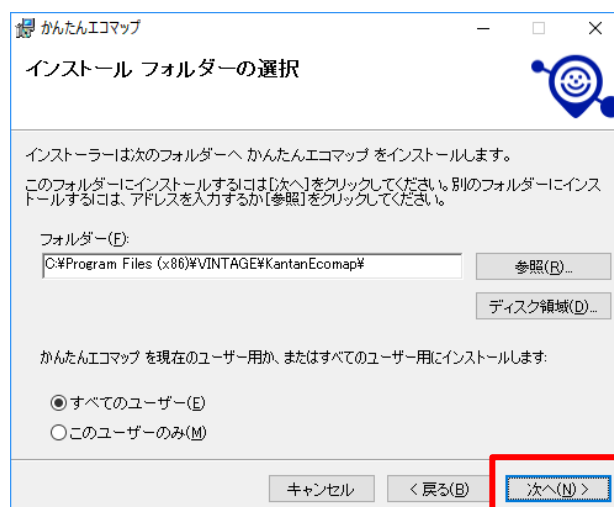 かんたんエコマップ
インストール フォルダーの選択
インストーラーは次のフォルダーへ かんたんエコマップ をインストールします。
このフォルダーにインストールするには[次へ]をクリックしてください。別のフォルダーにインス
トールするには、アドレスを入力するか[参照]をクリックしてください。
フォルダー(F):
C:¥Program Files (x86)¥VINTAGE¥KantanEcomap¥
参照(R)...
ディスク領域(D)...
かんたんエコマップ を現在のユーザー用か、またはすべてのユーザー用にインストールします:
すべてのユーザー(E)
このユーザーのみ(M)
キャンセル
< 戻る(B)
次へ(N) >